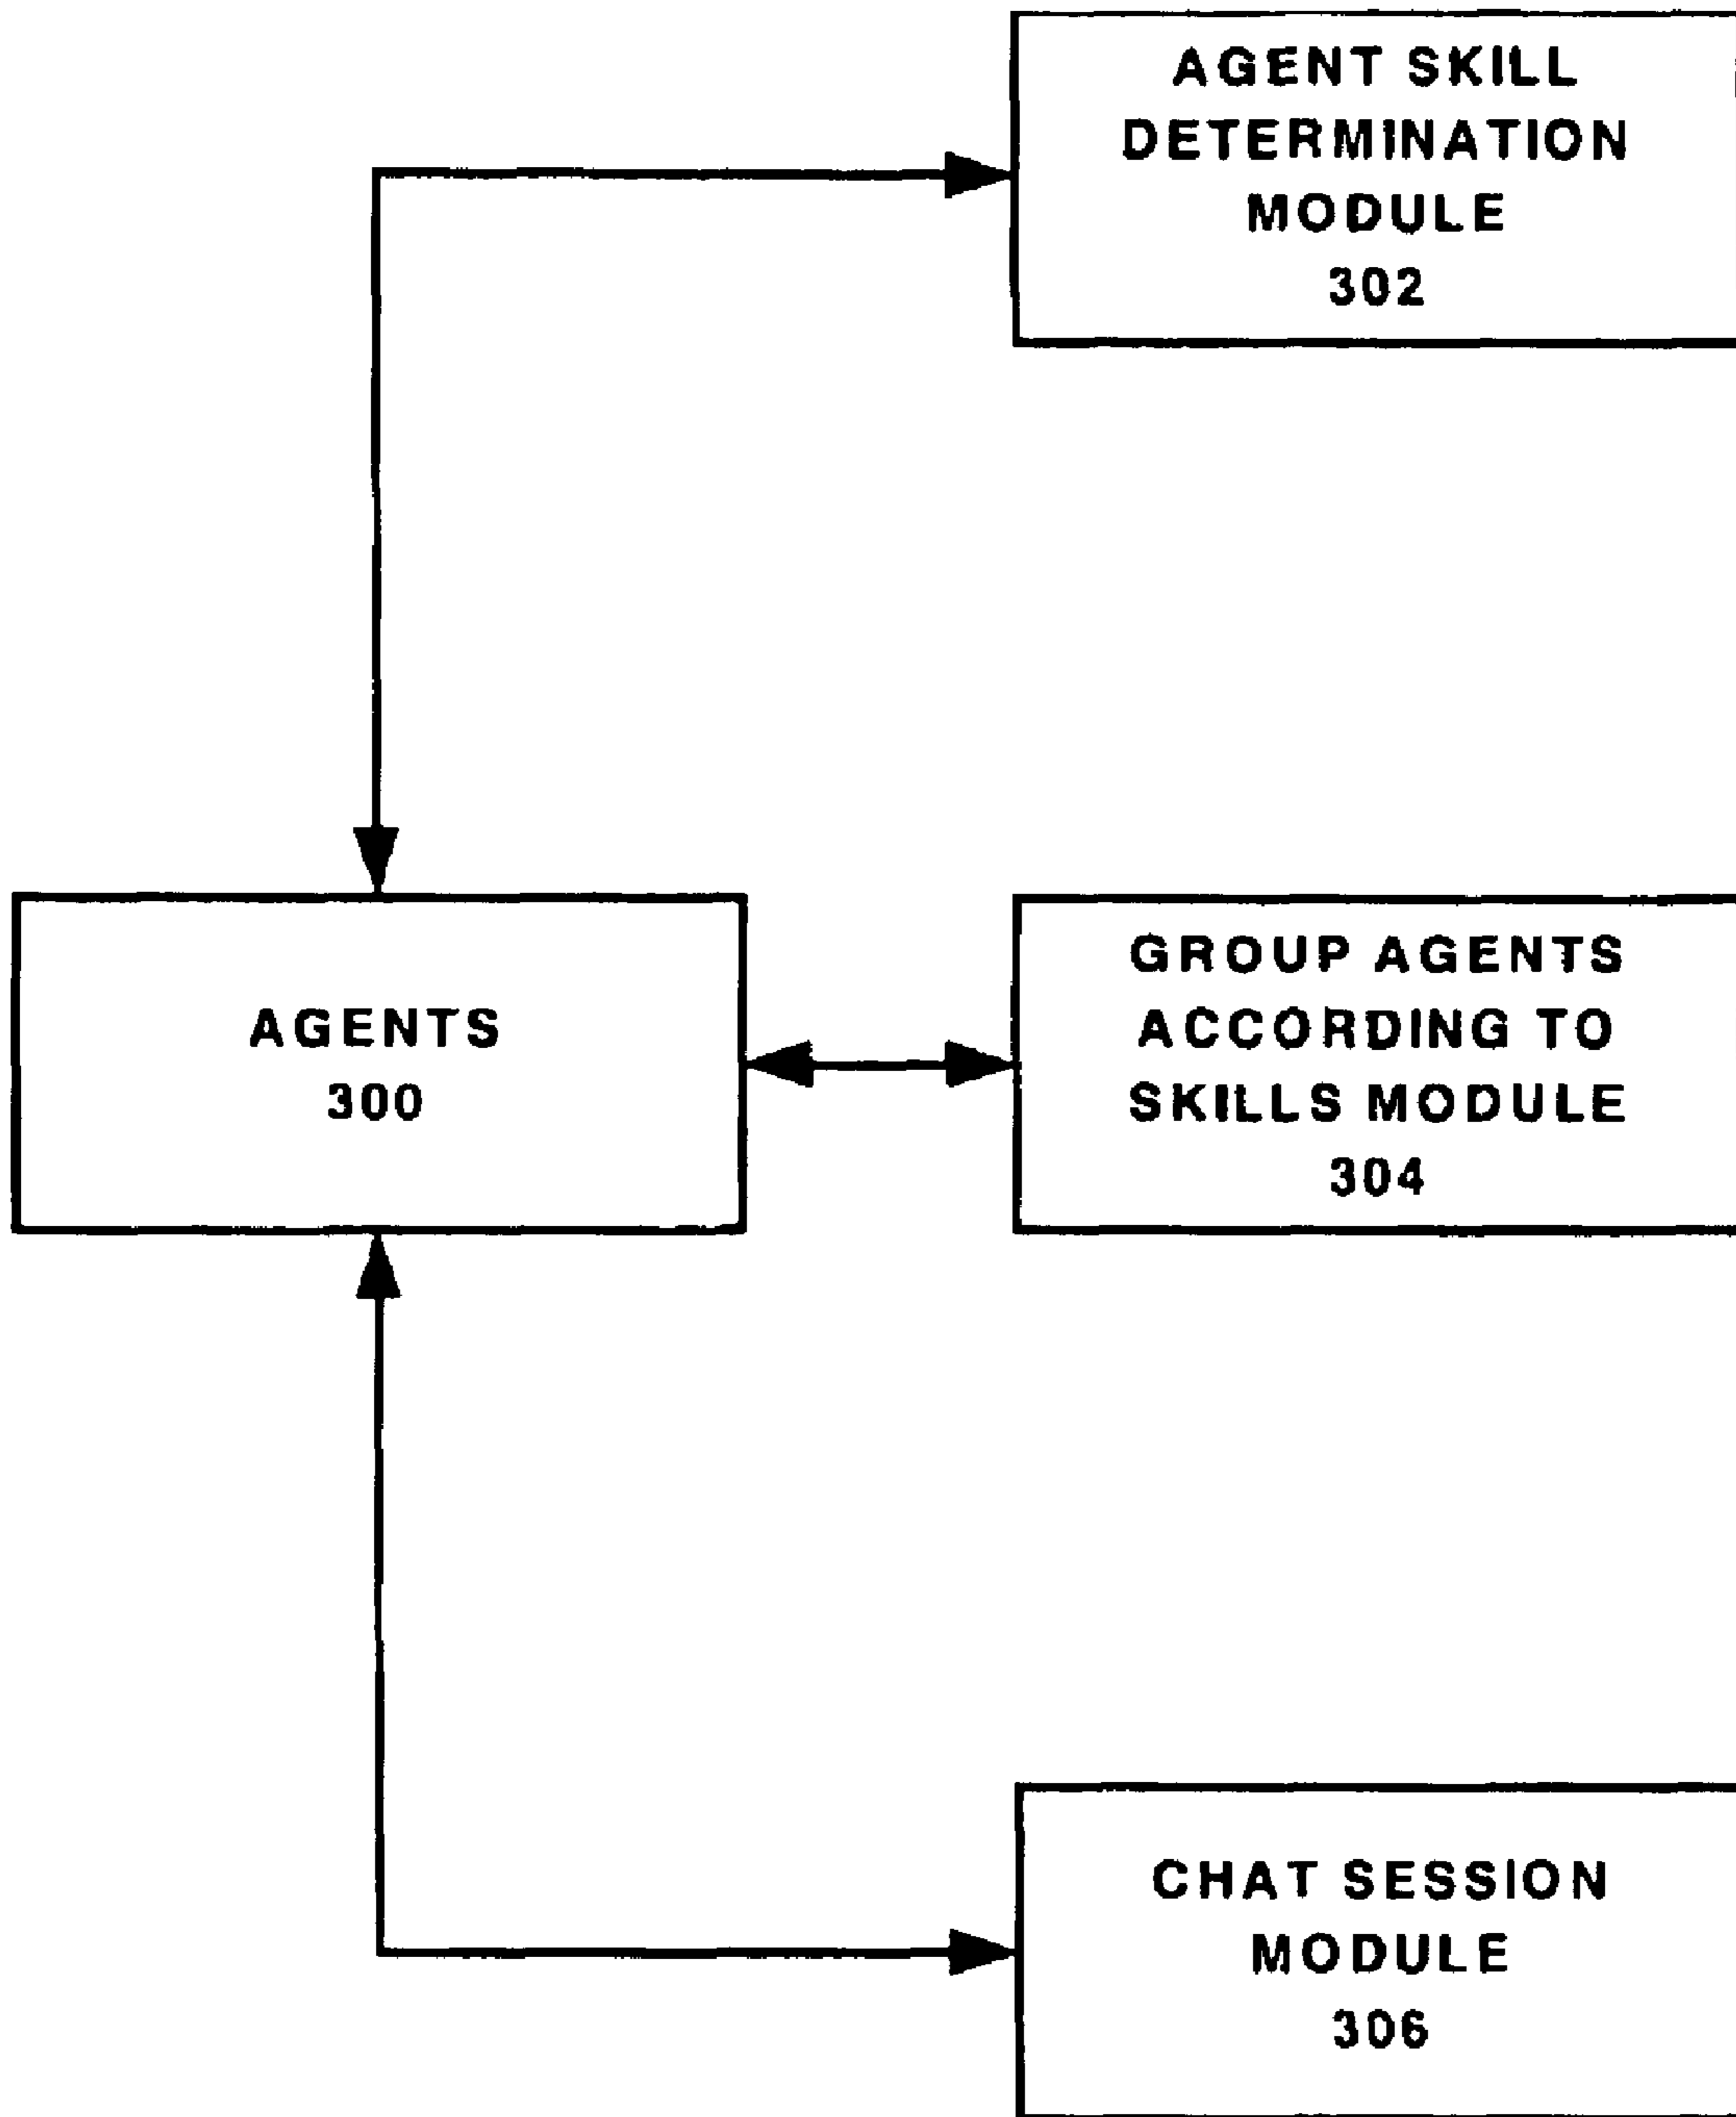 AGENT SKILL
DETERMINATION
MODULE
302
AGENTS
300
GROUP AGENTS
ACCORDING TO
SKILLS MODULE
304
CHAT SESSION
MODULE
306